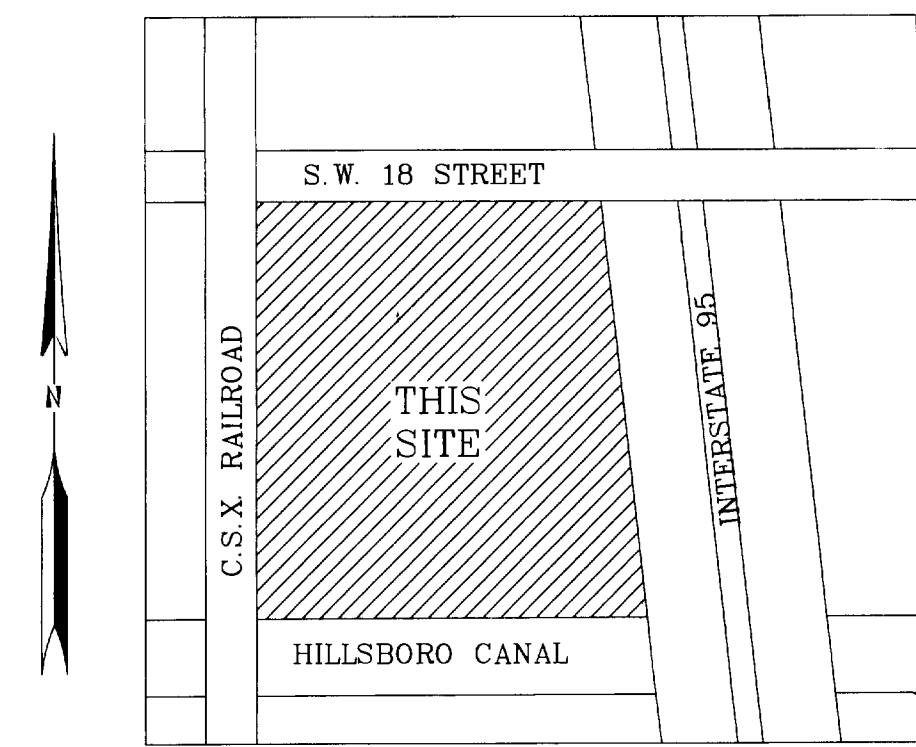 S.W. 18 STREET
N
C.S.X. RAILROAD
THIS
SITE
INTERSTATE 95
HILLSBORO CANAL